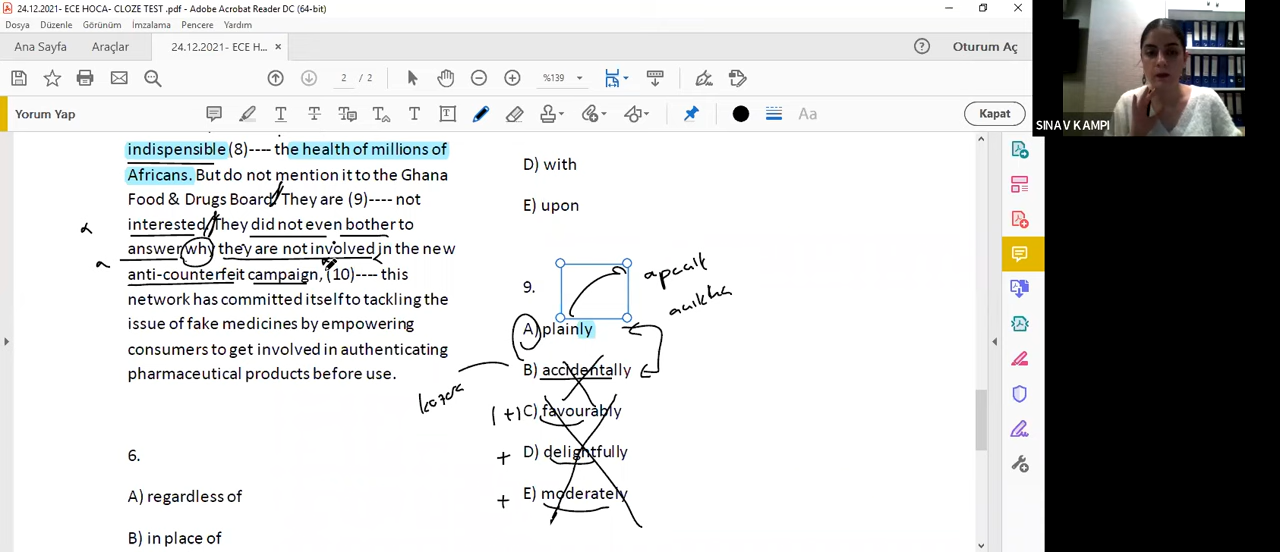 24.12.2021- ECE HOCA- CLOZE TEST .pdf - Adobe Acrobat Reader DC (64-bit)
Dosya Düzenle Görünüm İmzalama Pencere Yardım
Ana Sayfa Araçlar 24.12.2021- ECE H... × Oturum Aç
2 / 2 %139
Yorum Yap Aa Kapat
SINAV KAMPI
indispensible (8)---- the health of millions of
Africans. But do not mention it to the Ghana
Food & Drugs Board. They are (9)---- not
interested. They did not even bother to
answer why they are not involved in the new
anti-counterfeit campaign, (10)---- this
network has committed itself to tackling the
issue of fake medicines by empowering
consumers to get involved in authenticating
pharmaceutical products before use.
6.
A) regardless of
B) in place of
D) with
E) upon
9.
A) plainly
B) accidentally
(+) C) favourably
+ D) delightfully
+ E) moderately